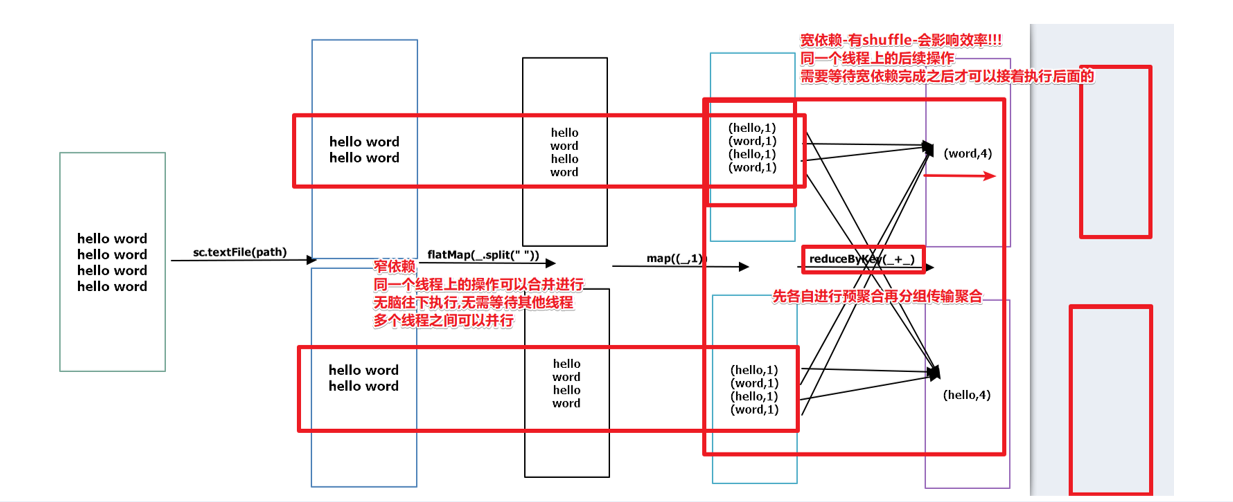 宽依赖-有shuffle-会影响效率!!!
同一个线程上的后续操作
需要等待宽依赖完成之后才可以接着执行后面的
hello word
hello word
hello
word
hello
word
(hello,1)
(word,1)
(hello,1)
(word,1)
(word,4)
hello word
hello word
hello word
hello word
sc.textFile(path)
flatMap(_.split(" "))
map((_,1))
reduceByKey(_+_)
窄依赖
同一个线程上的操作可以合并进行
无脑往下执行,无需等待其他线程
多个线程之间可以并行
先各自进行预聚合再分组传输聚合
hello word
hello word
hello
word
hello
word
(hello,1)
(word,1)
(hello,1)
(word,1)
(hello,4)